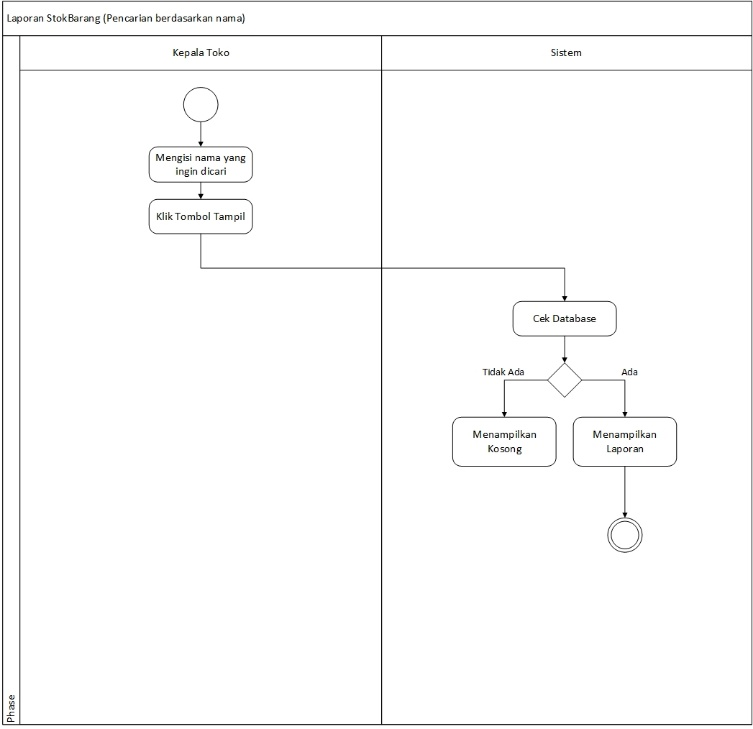 Laporan StokBarang (Pencarian berdasarkan nama)
Kepala Toko
Sistem
Mengisi nama yang
ingin dicari
Klik Tombol Tampil
Cek Database
Tidak Ada
Ada
Menampilkan
Kosong
Menampilkan
Laporan
Phase